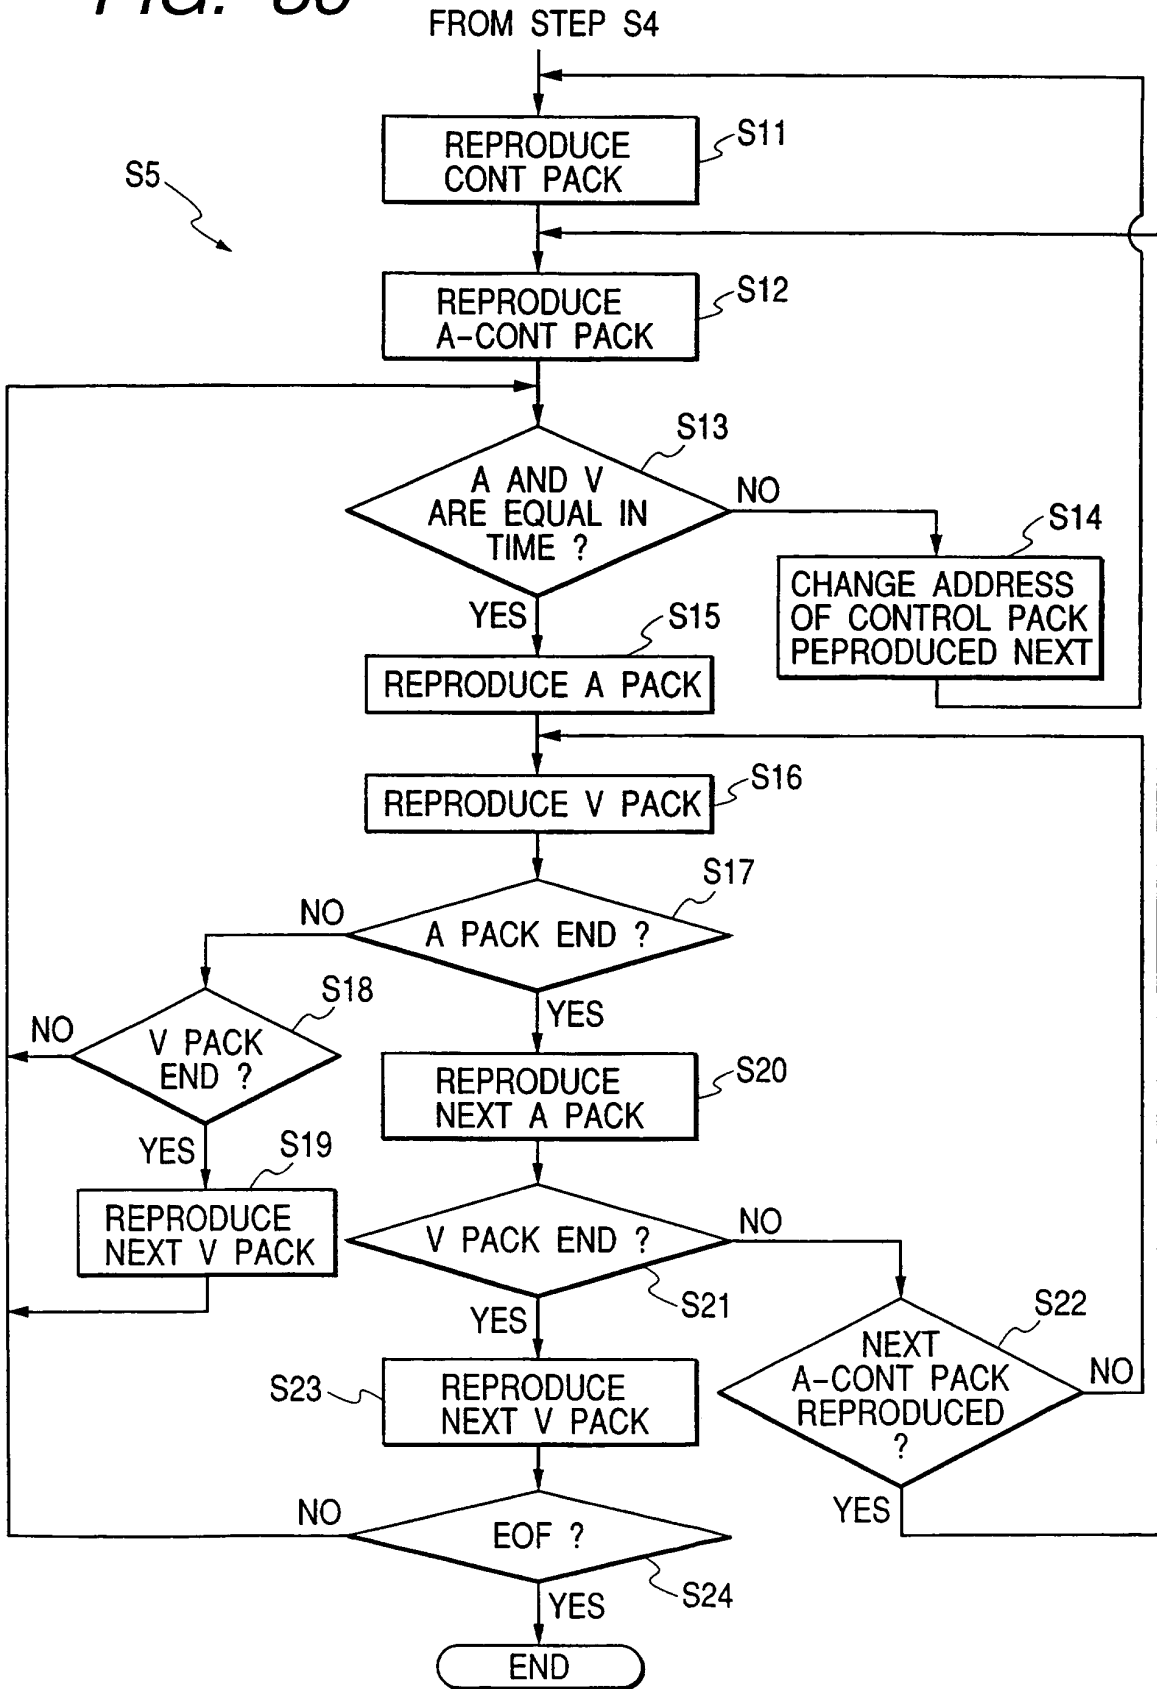 FROM STEP S4
REPRODUCE
CONT PACK
S11
S5
REPRODUCE
A-CONT PACK
S12
A AND V
ARE EQUAL IN
TIME ?
S13
NO
YES
CHANGE ADDRESS
OF CONTROL PACK
PEPRODUCED NEXT
S14
REPRODUCE A PACK
S15
REPRODUCE V PACK
S16
A PACK END ?
S17
NO
YES
V PACK
END ?
S18
NO
YES
REPRODUCE
NEXT V PACK
S19
REPRODUCE
NEXT A PACK
S20
V PACK END ?
S21
NO
YES
NEXT
A-CONT PACK
REPRODUCED
?
S22
NO
YES
S23
REPRODUCE
NEXT V PACK
EOF ?
S24
NO
YES
END